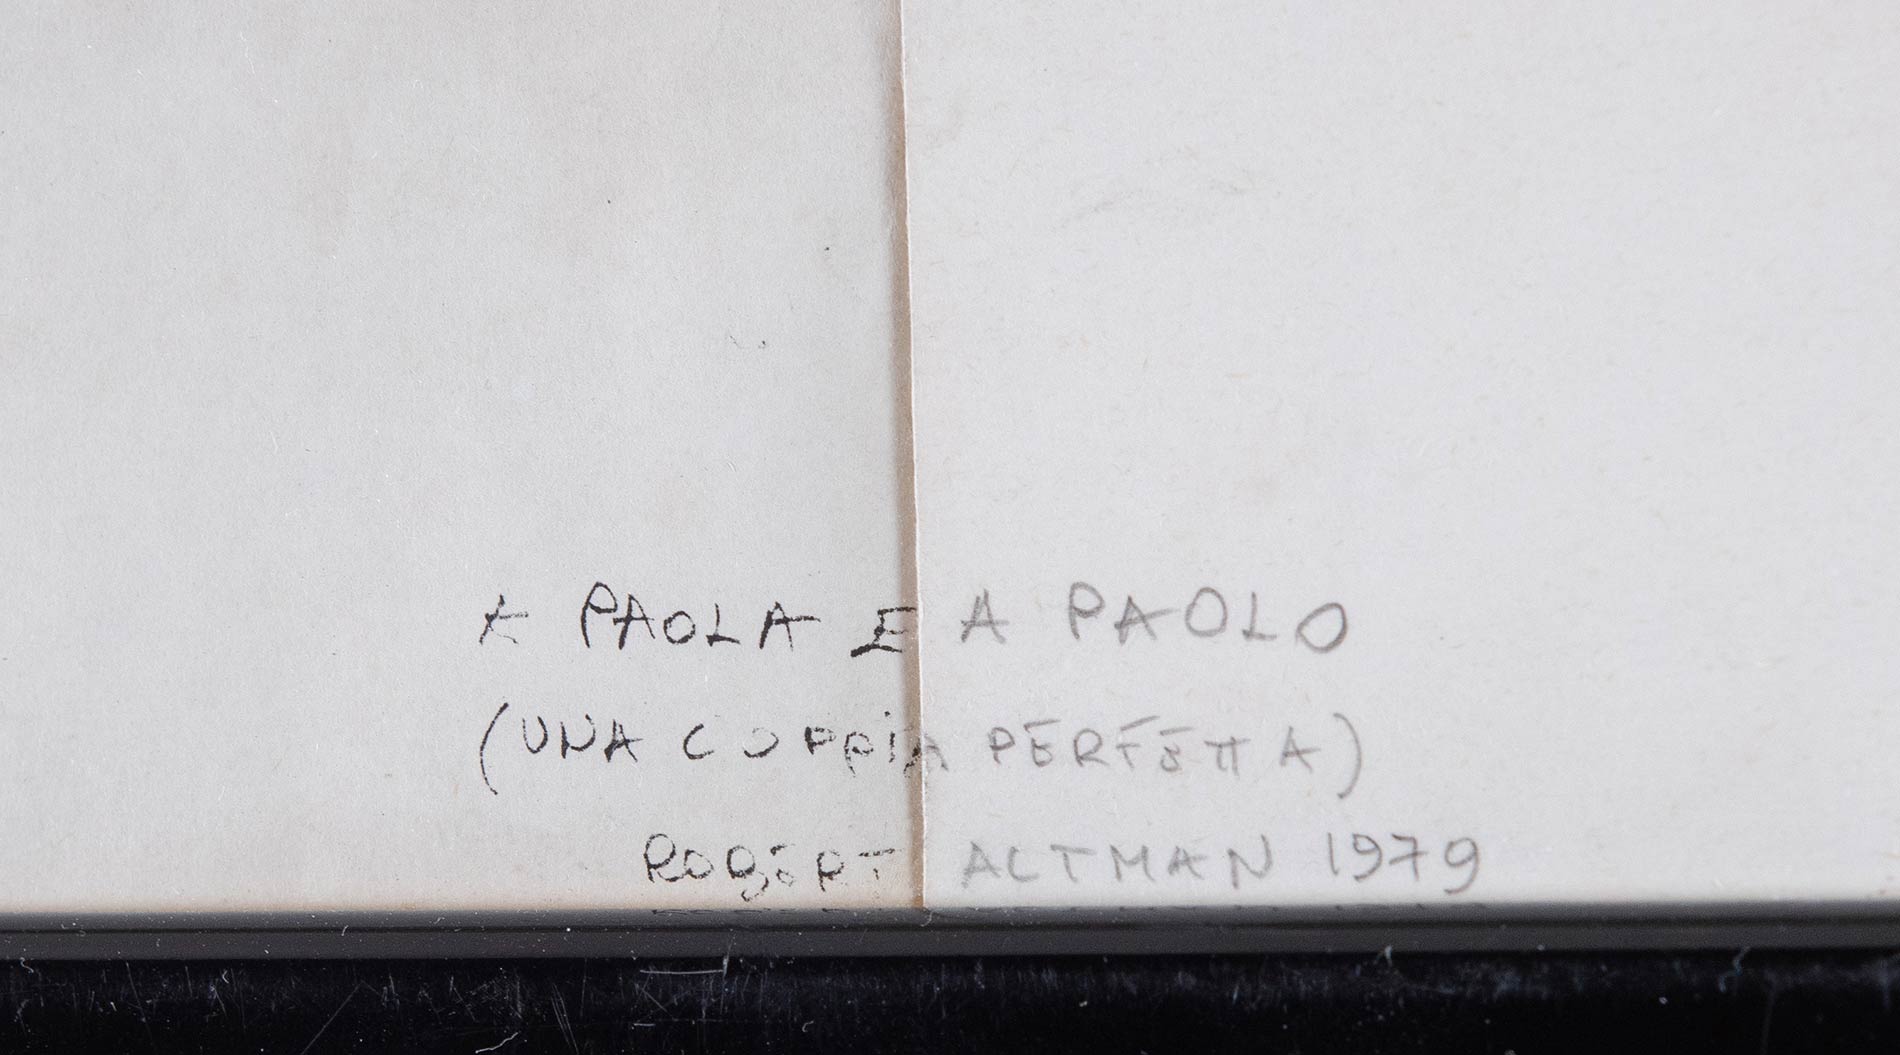 A PAOLA E A PAOLO
(UNA COPPIA PERFETTA)
ROBERT ALTMAN 1979